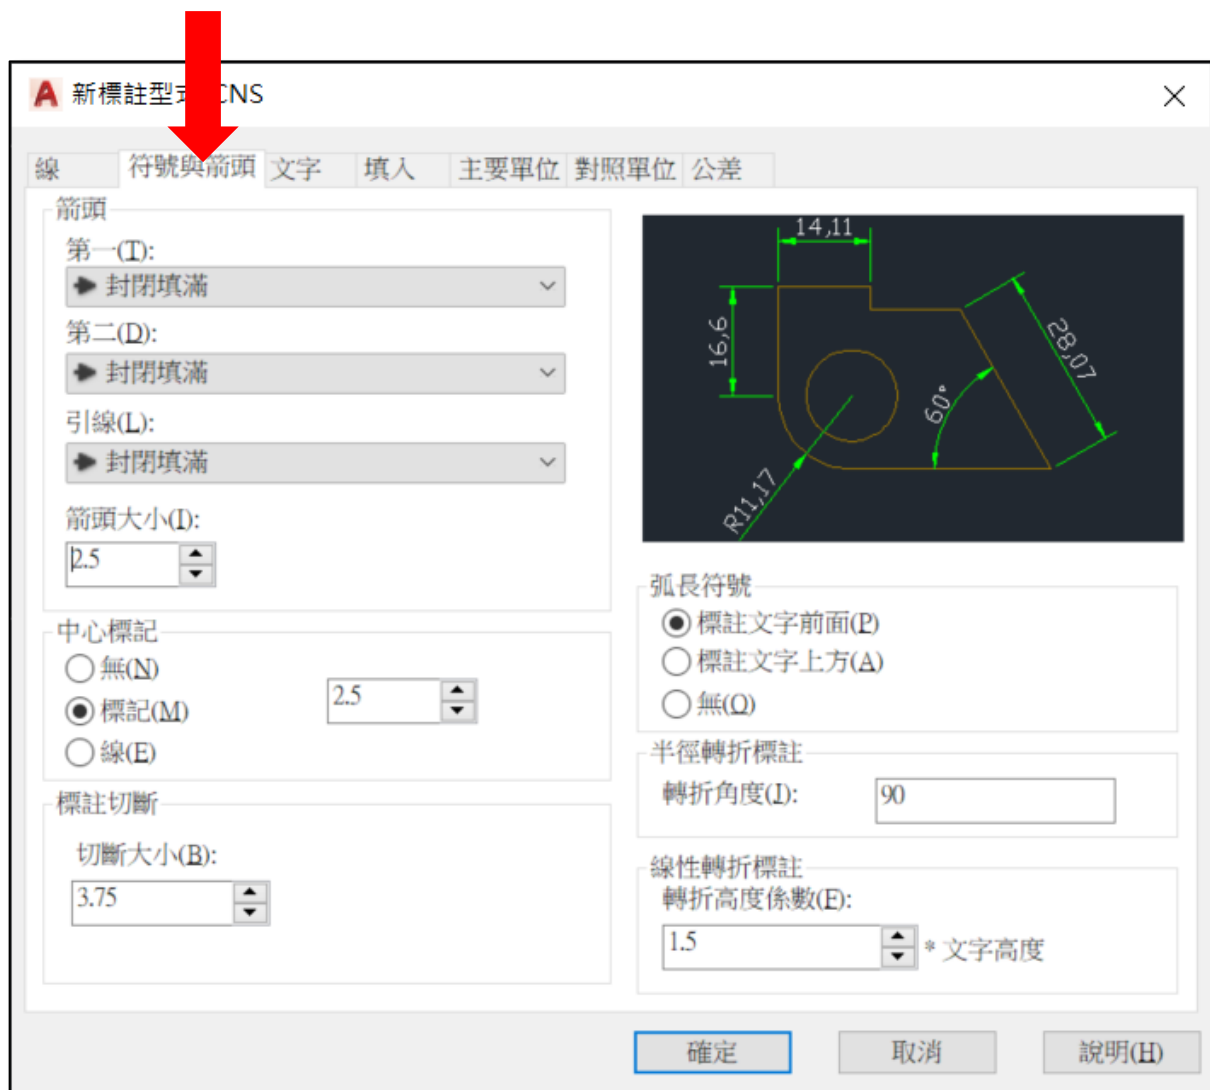 新標註型式 CNS
線 符號與箭頭 文字 填入 主要單位 對照單位 公差
箭頭
第一(T):
封閉填滿
第二(D):
封閉填滿
引線(L):
封閉填滿
箭頭大小(I):
2.5
中心標記
無(N)
標記(M)
2.5
線(E)
標註切斷
切斷大小(B):
3.75
14,11
16,6
28,07
60°
R11,17
弧長符號
標註文字前面(P)
標註文字上方(A)
無(O)
半徑轉折標註
轉折角度(J):
90
線性轉折標註
轉折高度係數(F):
1.5
* 文字高度
確定
取消
說明(H)